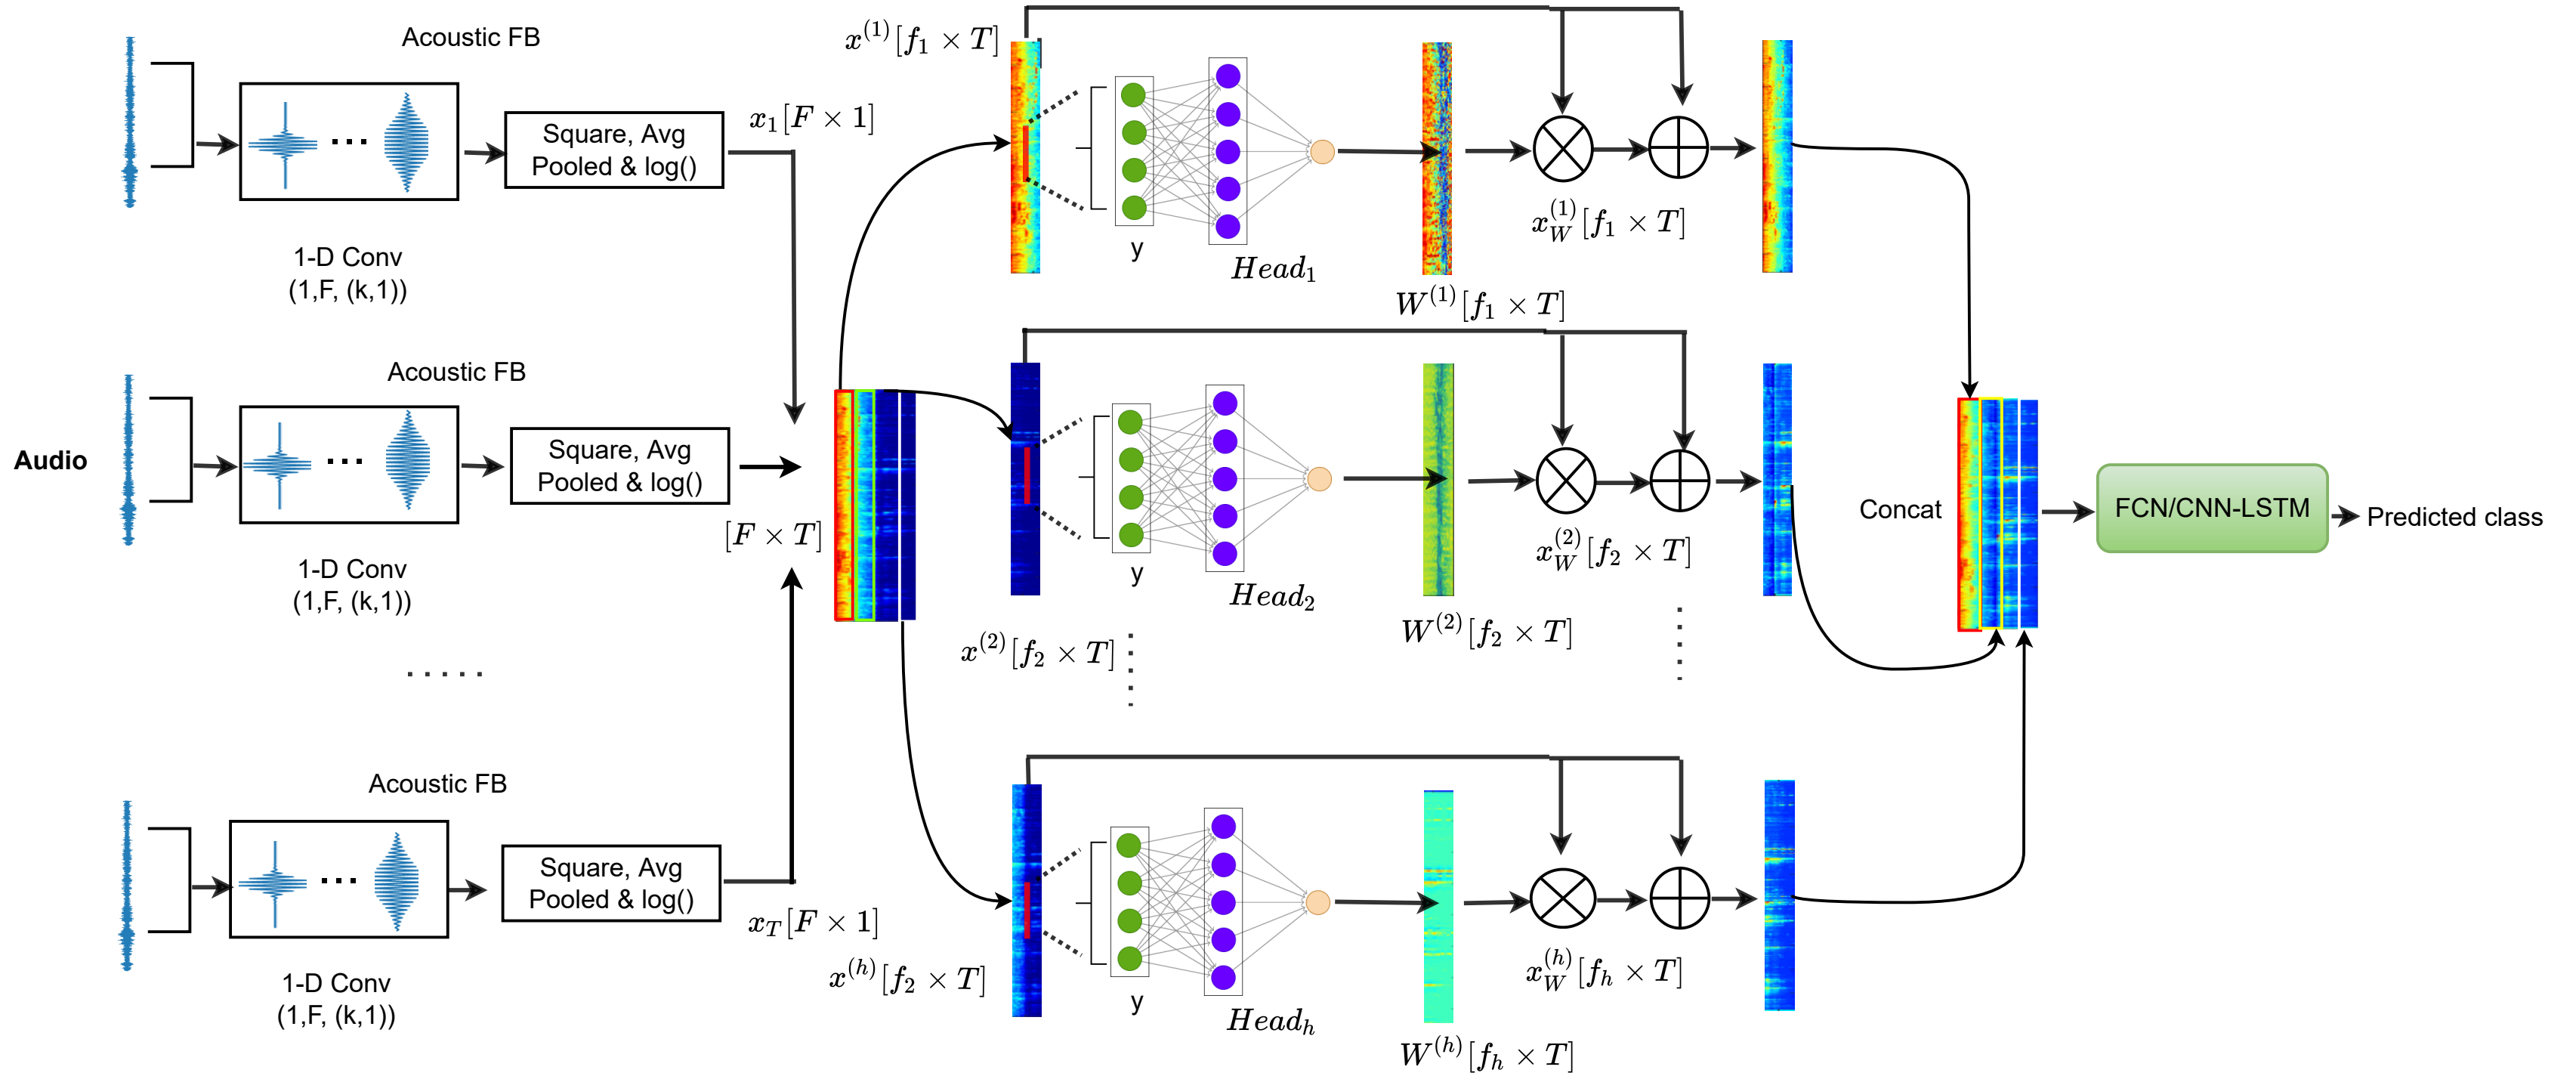 Audio
Acoustic FB
1-D Conv
(1,F, (k,1))
Square, Avg
Pooled & log()
x_1[F × 1]
Acoustic FB
1-D Conv
(1,F, (k,1))
Square, Avg
Pooled & log()
[F × T]
. . . . .
Acoustic FB
1-D Conv
(1,F, (k,1))
Square, Avg
Pooled & log()
x_T[F × 1]
x^{(1)}[f_1 × T]
y
Head_1
W^{(1)}[f_1 × T]
x_W^{(1)}[f_1 × T]
x^{(2)}[f_2 × T]
y
Head_2
W^{(2)}[f_2 × T]
x_W^{(2)}[f_2 × T]
x^{(h)}[f_2 × T]
y
Head_h
W^{(h)}[f_h × T]
x_W^{(h)}[f_h × T]
Concat
FCN/CNN-LSTM
Predicted class